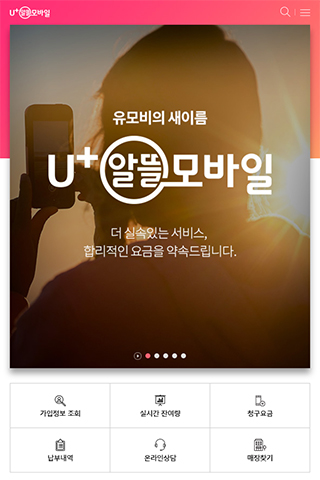 U+알뜰모바일
유모비의 새이름
U+알뜰모바일
더 실속있는 서비스,
합리적인 요금을 약속드립니다.
가입정보 조회
실시간 잔여량
청구요금
납부내역
온라인상담
매장찾기